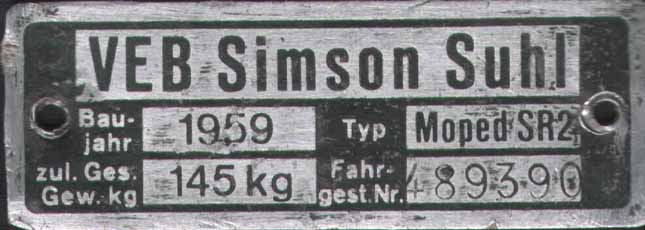 VEB Simson Suhl
Bau-
jahr
1959
Typ
Moped SR2
zul. Ges.
Gew. kg
145 kg
Fahr-
gest.Nr.
489390